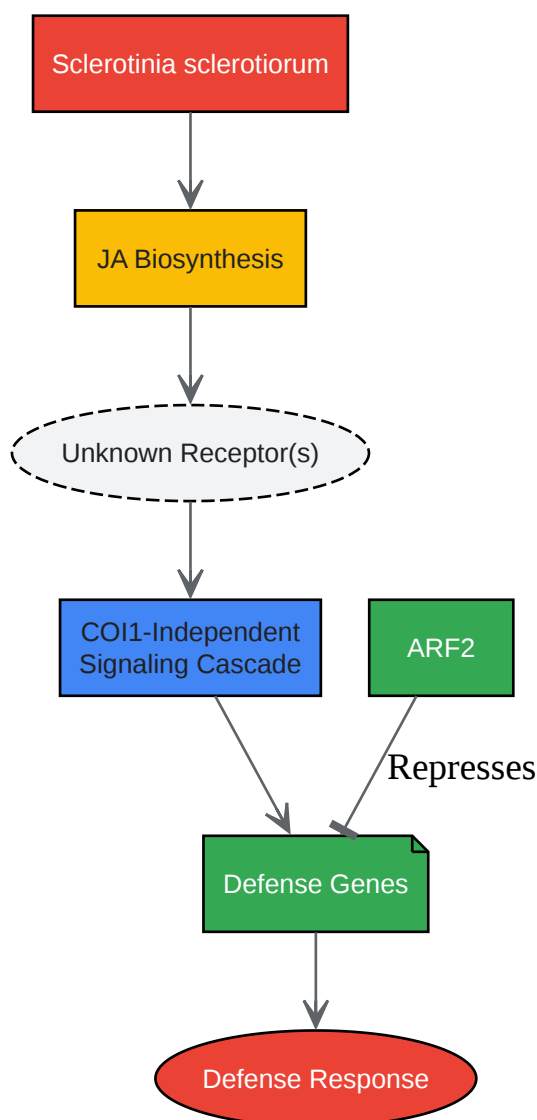 Sclerotinia sclerotiorum
JA Biosynthesis
Unknown Receptor(s)
COI1-Independent
Signaling Cascade
ARF2
Represses
Defense Genes
Defense Response